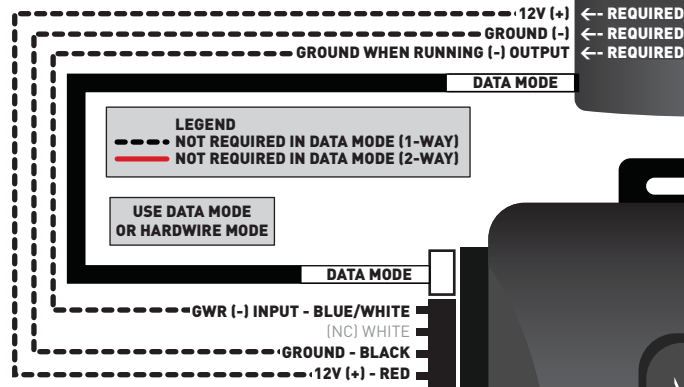 12V (+) <-- REQUIRED
GROUND (-) <-- REQUIRED
GROUND WHEN RUNNING (-) OUTPUT <-- REQUIRED
DATA MODE
LEGEND
NOT REQUIRED IN DATA MODE (1-WAY)
NOT REQUIRED IN DATA MODE (2-WAY)
USE DATA MODE
OR HARDWIRE MODE
DATA MODE
GWR (-) INPUT - BLUE/WHITE
(NC) WHITE
GROUND - BLACK
12V (+) - RED